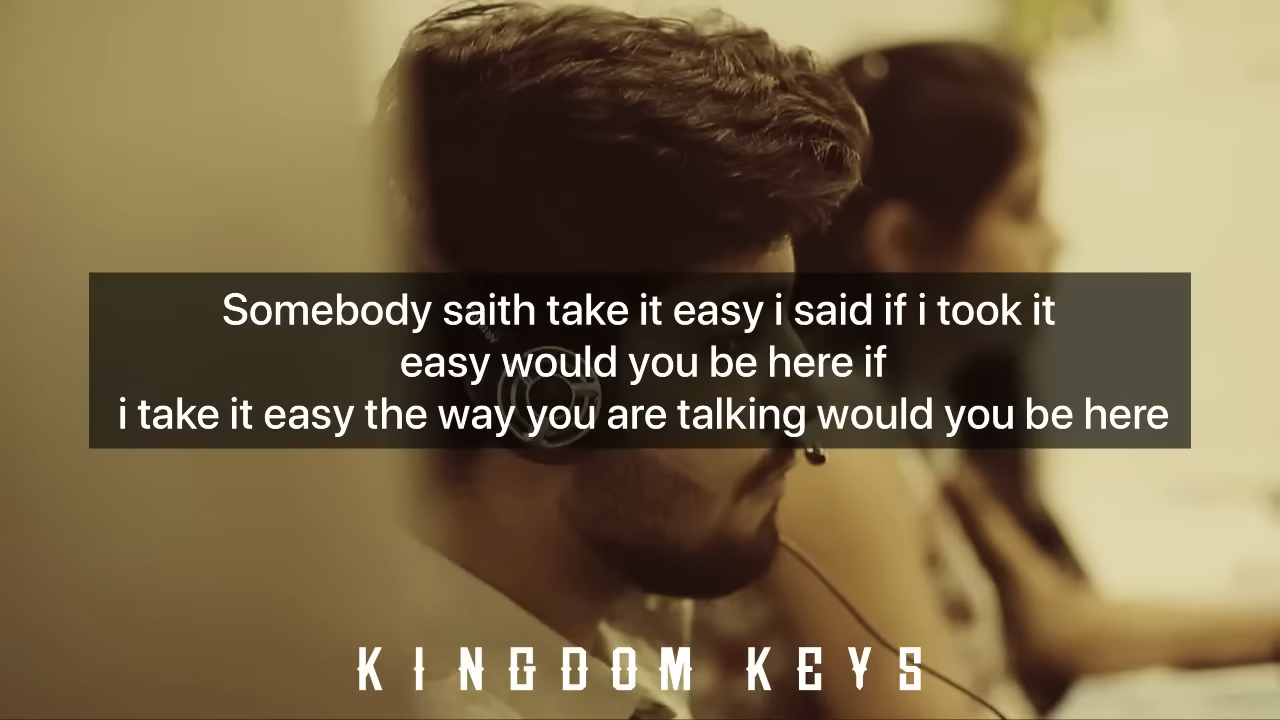 Somebody saith take it easy i said if i took it
easy would you be here if
i take it easy the way you are talking would you be here
KINGDOM KEYS